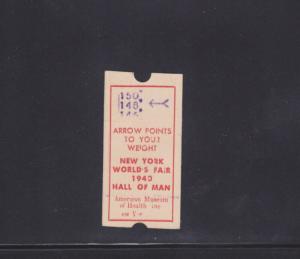 150
148
146
ARROW POINTS
TO YOUR
WEIGHT
NEW YORK
WORLD'S FAIR
1940
HALL OF MAN
American Museum
of Health